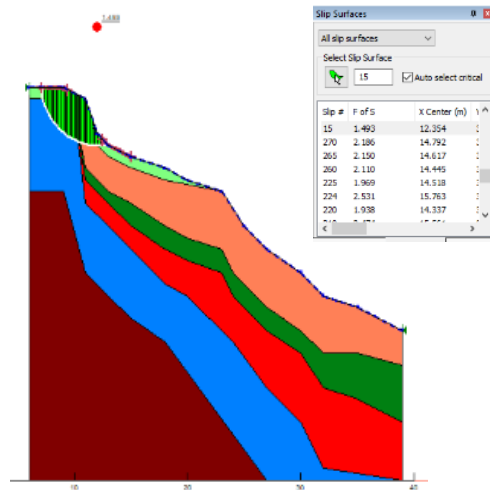 1.493
Slip Surfaces
All slip surfaces
Select Slip Surface
15
Auto select critical
Slip # F of S X Center (m)
15 1.493 12.354
270 2.186 14.792
265 2.150 14.617
260 2.110 14.445
225 1.969 14.518
224 2.531 15.763
220 1.938 14.337
10 20 30 40